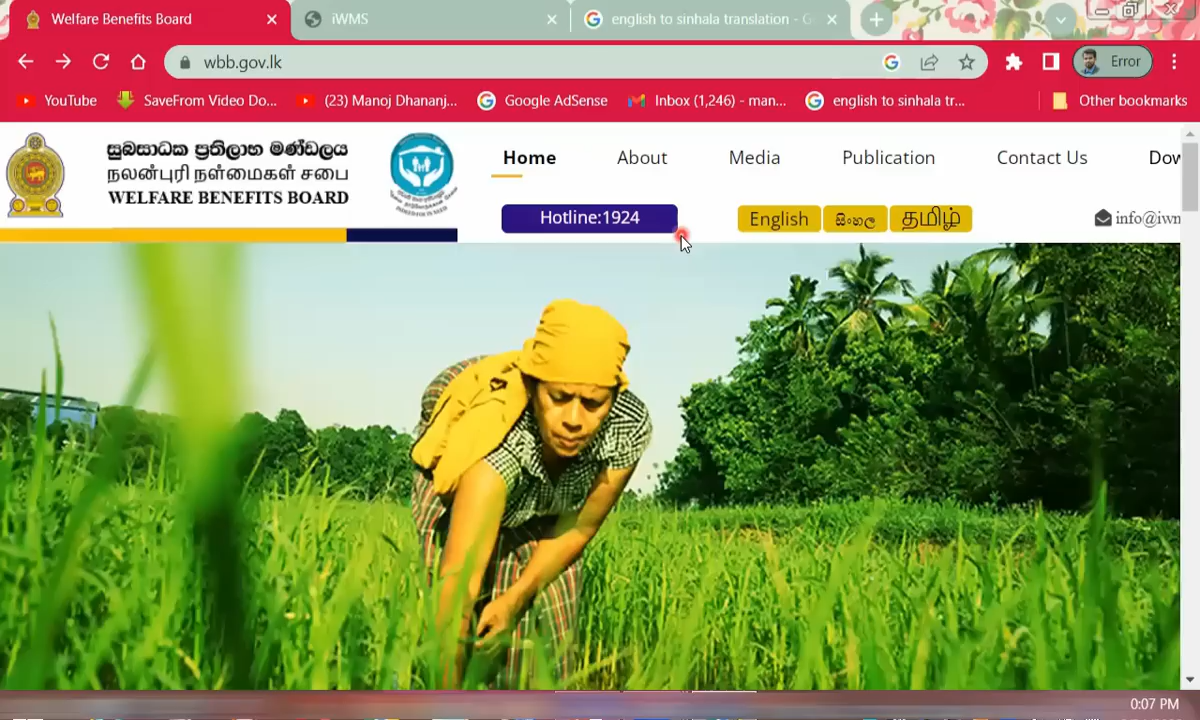 Welfare Benefits Board
iWMS
english to sinhala translation - G
wbb.gov.lk
Error
YouTube
SaveFrom Video Do...
(23) Manoj Dhananj...
Google AdSense
Inbox (1,246) - man...
english to sinhala tr...
Other bookmarks
සුබසාධක ප්‍රතිලාභ මණ්ඩලය
நலன்புரி நன்மைகள் சபை
WELFARE BENEFITS BOARD
Home
About
Media
Publication
Contact Us
Dow
Hotline:1924
English
සිංහල
தமிழ்
info@iwm
0:07 PM